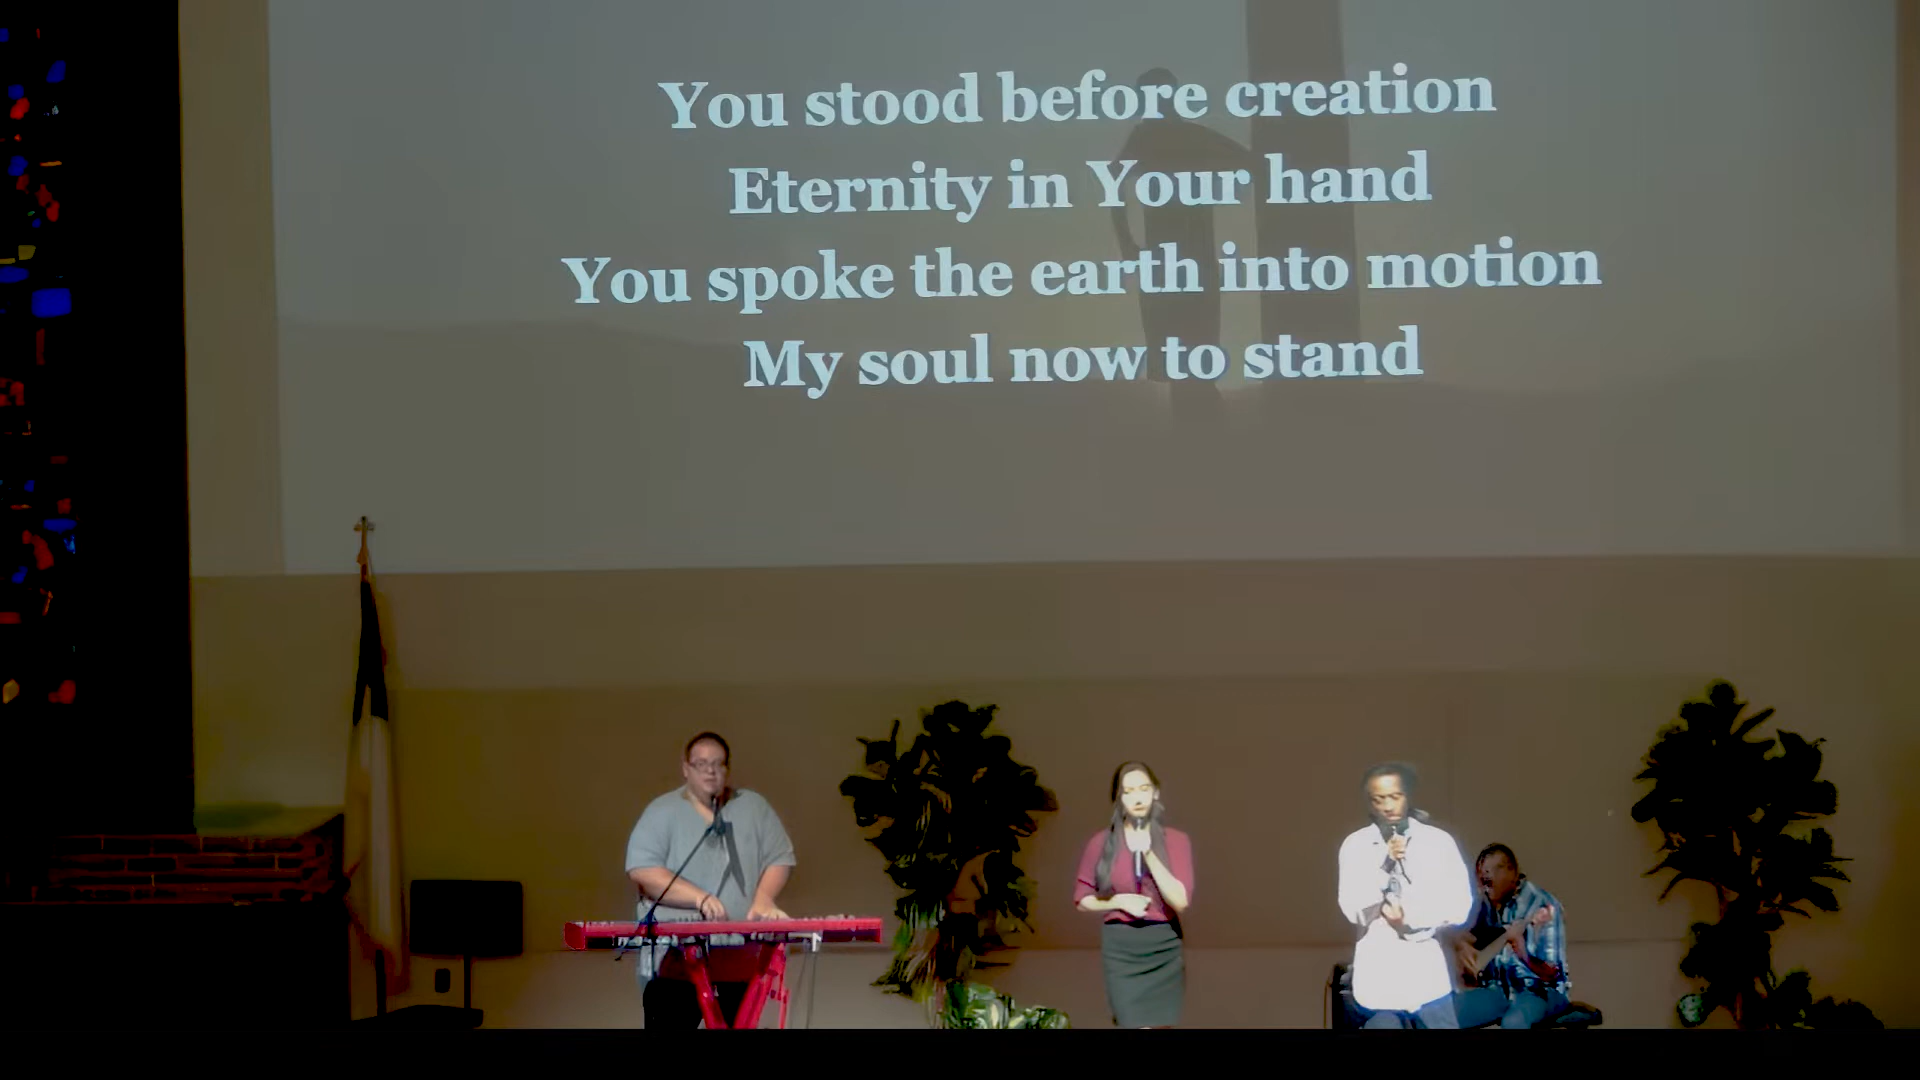 You stood before creation
Eternity in Your hand
You spoke the earth into motion
My soul now to stand